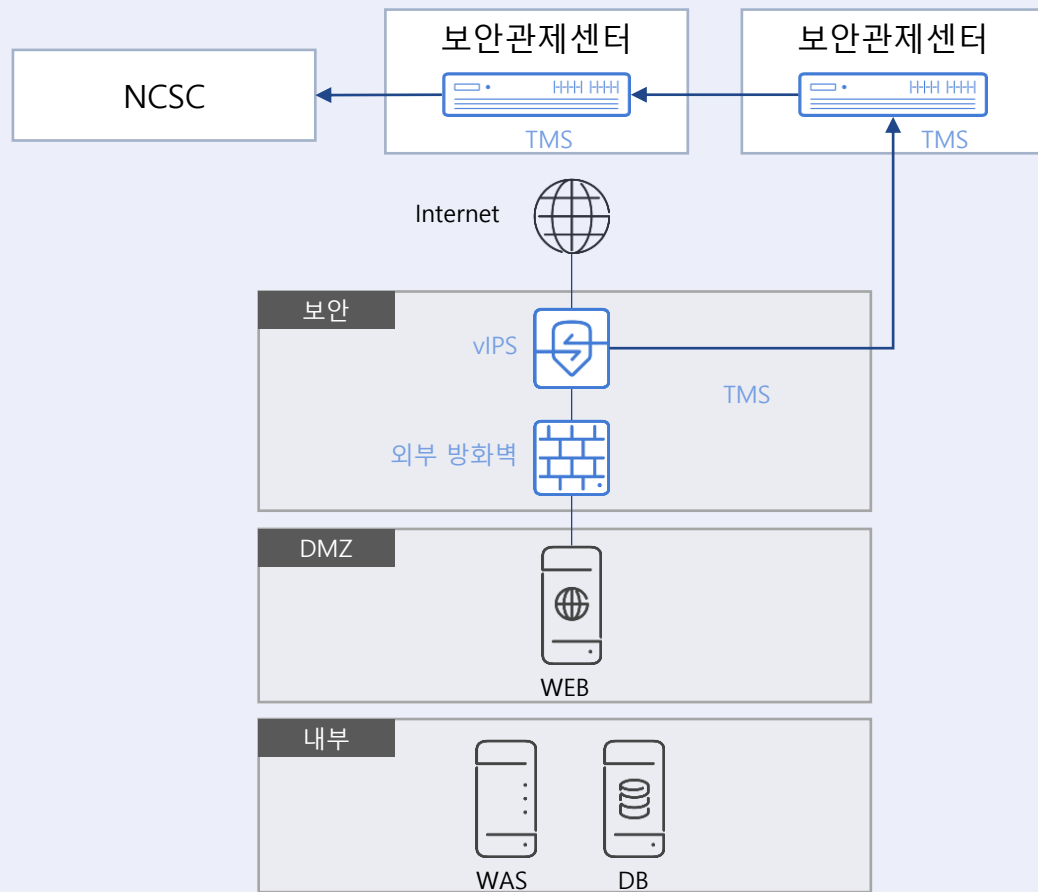 보안관제센터
보안관제센터
NCSC
TMS
TMS
Internet
보안
vIPS
TMS
외부 방화벽
DMZ
WEB
내부
WAS
DB